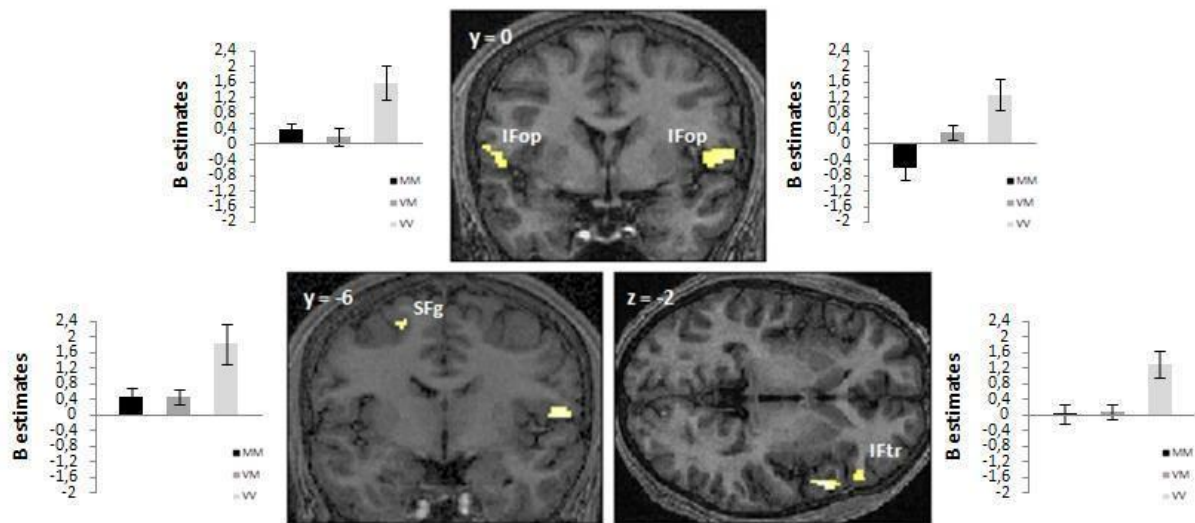 y = 0
IFop
IFop
B estimates
2,4
1,6
1,2
0,8
0,4
0
-0,4
-0,8
-1,2
-1,6
-2
MM
VM
VV
B estimates
2,4
2
1,6
1,2
0,8
0,4
0
-0,4
-0,8
-1,2
-1,6
-2
MM
VM
VV
y = -6
SFg
z = -2
IFtr
B estimates
2,4
2
1,6
1,2
0,8
0,4
0
-0,4
-0,8
-1,2
-1,6
-2
MM
VM
VV
B estimates
2,4
2
1,6
1,2
0,8
0,4
0
-0,4
-0,8
-1,2
-1,6
-2
MM
VM
VV